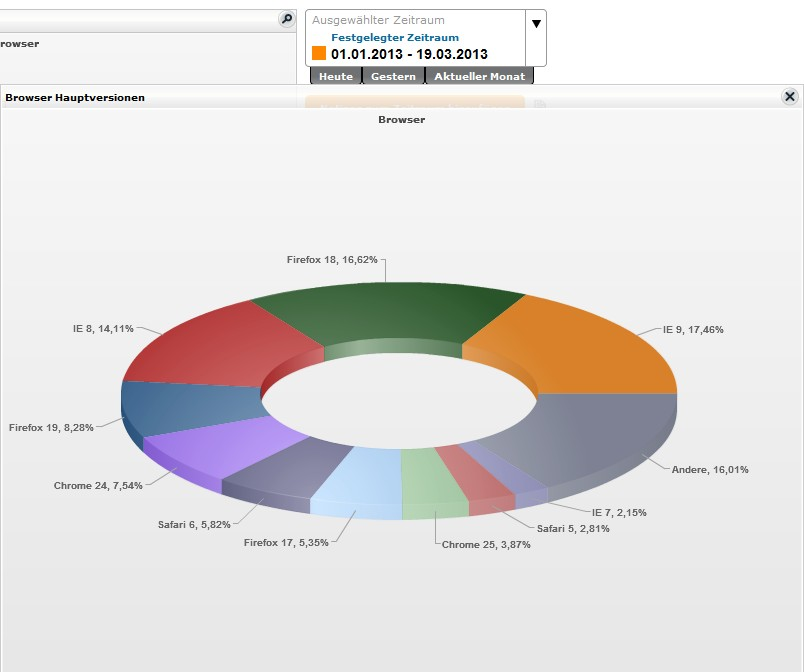 Ausgewählter Zeitraum
Festgelegter Zeitraum
01.01.2013 - 19.03.2013
rowser
Heute Gestern Aktueller Monat
Browser Hauptversionen
Browser
Firefox 18, 16,62%
IE 8, 14,11%
IE 9, 17,46%
Firefox 19, 8,28%
Andere, 16,01%
Chrome 24, 7,54%
IE 7, 2,15%
Safari 6, 5,82%
Safari 5, 2,81%
Firefox 17, 5,35%
Chrome 25, 3,87%